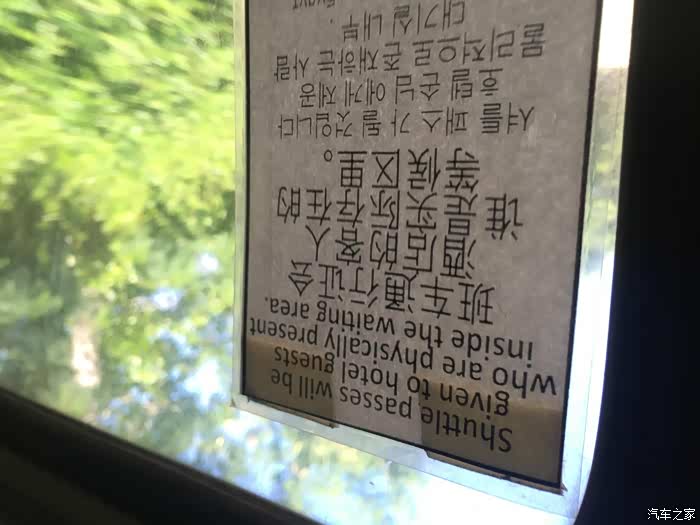 Shuttle passes will be
given to hotel guests
who are physically present
inside the waiting area.
班车通行证会
酒店的客人
谁是实际存在的
等候区里。
셔틀 패스가 될 것입니다
호텔 손님 에게 제공
물리적으로 존재하는 사람
대기실 내부.
汽车之家